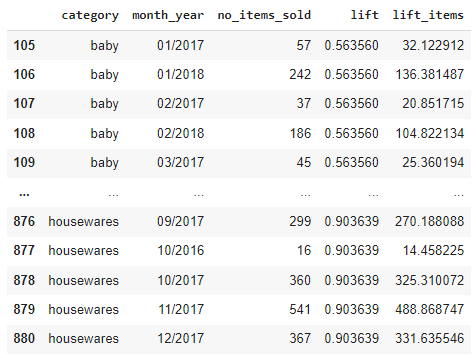 category month_year no_items_sold lift lift_items
105 baby 01/2017 57 0.563560 32.122912
106 baby 01/2018 242 0.563560 136.381487
107 baby 02/2017 37 0.563560 20.851715
108 baby 02/2018 186 0.563560 104.822134
109 baby 03/2017 45 0.563560 25.360194
... ... ... ... ... ...
876 housewares 09/2017 299 0.903639 270.188088
877 housewares 10/2016 16 0.903639 14.458225
878 housewares 10/2017 360 0.903639 325.310072
879 housewares 11/2017 541 0.903639 488.868747
880 housewares 12/2017 367 0.903639 331.635546